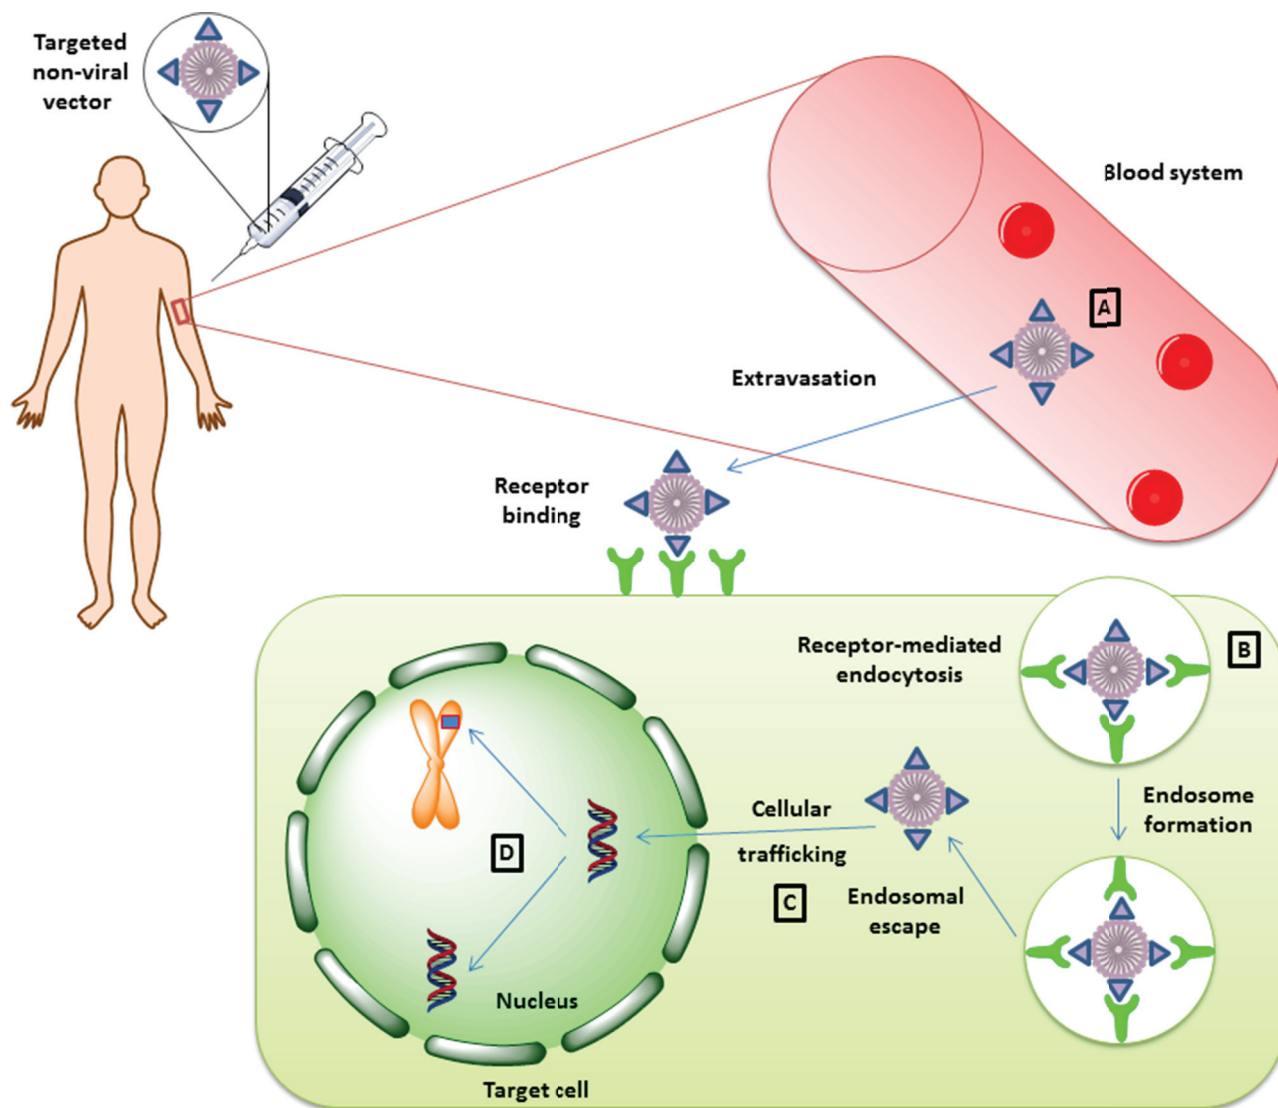 Targeted
non-viral
vector
Blood system
A
Extravasation
Receptor
binding
Receptor-mediated
endocytosis
B
Endosome
formation
Cellular
trafficking
C
Endosomal
escape
D
Nucleus
Target cell